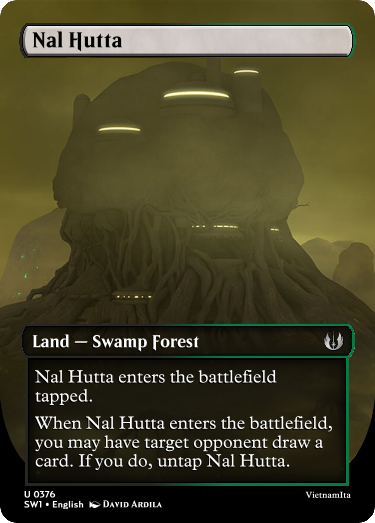 Nal Hutta
Land — Swamp Forest
Nal Hutta enters the battlefield
tapped.
When Nal Hutta enters the battlefield,
you may have target opponent draw a
card. If you do, untap Nal Hutta.
U 0376
SW1 • English David Ardila
VietnamIta